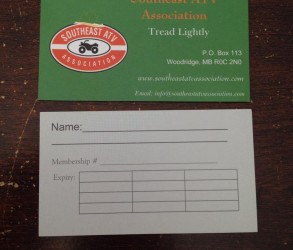 Southeast ATV
Association
Tread Lightly
SOUTHEAST ATV
ASSOCIATION
P.O. Box 113
Woodridge, MB R0C 2N0
www.southeastatvassociation.com
Email: info@southeastatvassociation.com
Name:
Membership #
Expiry: